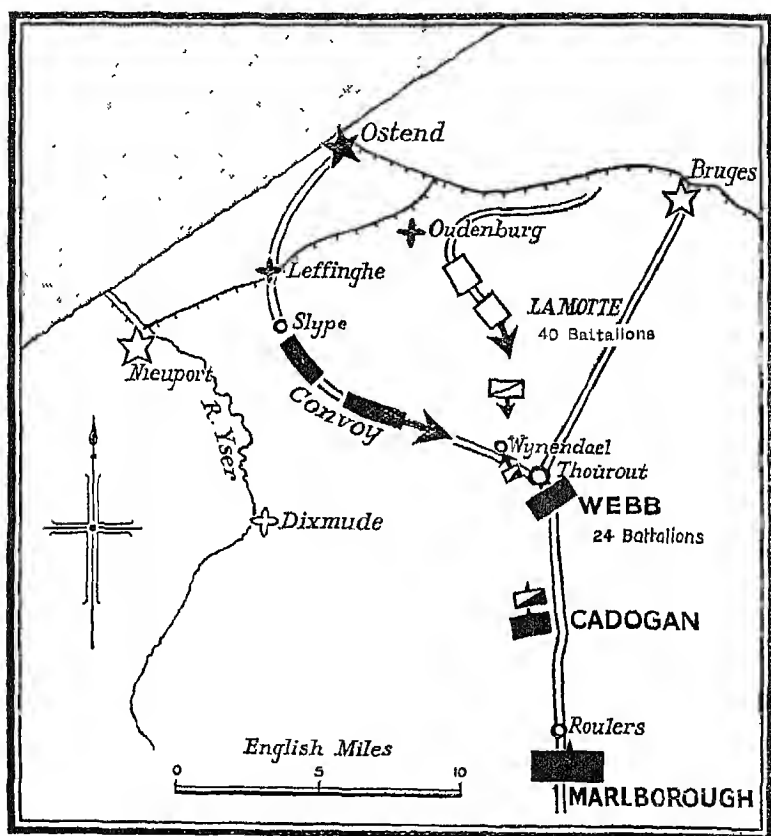 Ostend
Bruges
Oudenburg
Leffinghe
LA MOTTE
40 Battalions
Slype
Nieuport
Convoy
R. Yser
Wynendael
Thourout
WEBB
24 Battalions
Dixmude
CADOGAN
Roulers
English Miles
0 5 10
MARLBOROUGH